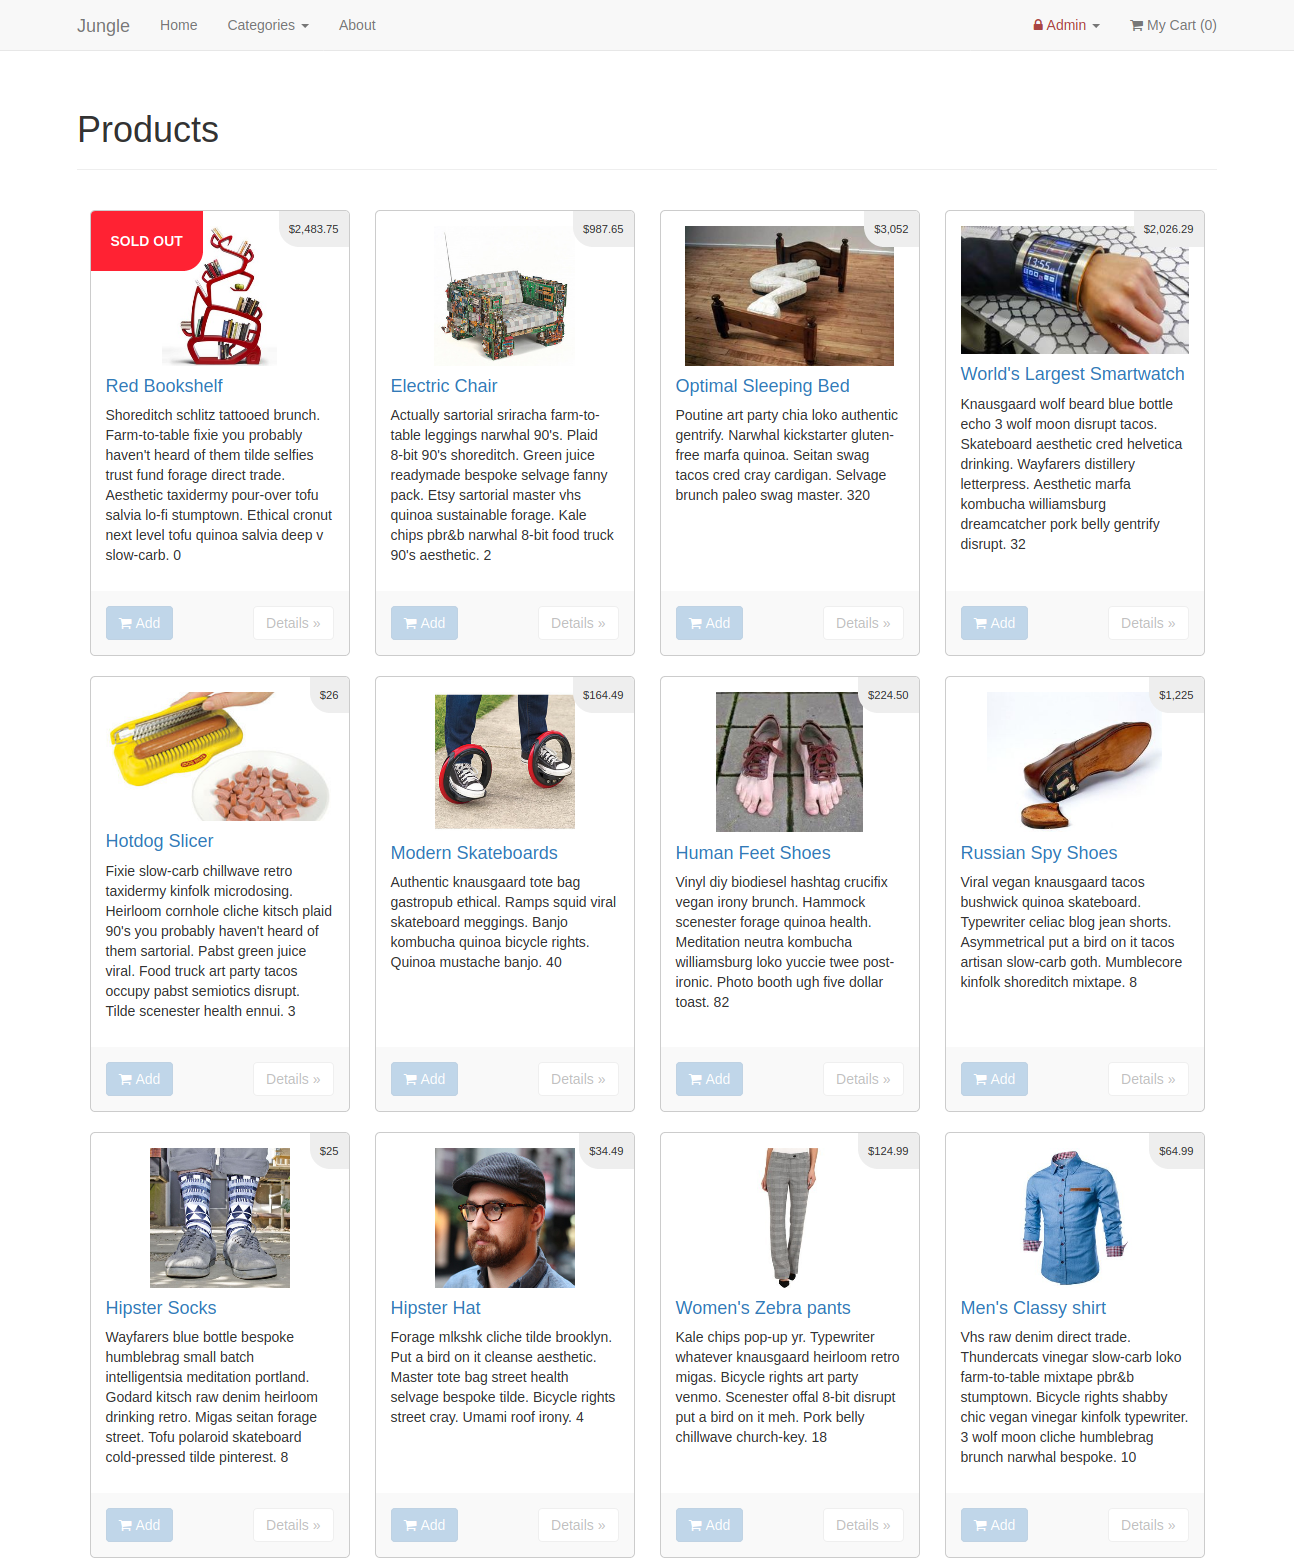 Jungle Home Categories About Admin My Cart (0)
Products
SOLD OUT
$2,483.75
Red Bookshelf
Shoreditch schlitz tattooed brunch.
Farm-to-table fixie you probably
haven't heard of them tilde selfies
trust fund forage direct trade.
Aesthetic taxidermy pour-over tofu
salvia lo-fi stumptown. Ethical cronut
next level tofu quinoa salvia deep v
slow-carb. 0
Add Details »
$987.65
Electric Chair
Actually sartorial sriracha farm-to-
table leggings narwhal 90's. Plaid
8-bit 90's shoreditch. Green juice
readymade bespoke selvage fanny
pack. Etsy sartorial master vhs
quinoa sustainable forage. Kale
chips pbr&b narwhal 8-bit food truck
90's aesthetic. 2
Add Details »
$3,052
Optimal Sleeping Bed
Poutine art party chia loko authentic
gentrify. Narwhal kickstarter gluten-
free marfa quinoa. Seitan swag
tacos cred cray cardigan. Selvage
brunch paleo swag master. 320
Add Details »
$2,026.29
13:55
World's Largest Smartwatch
Knausgaard wolf beard blue bottle
echo 3 wolf moon disrupt tacos.
Skateboard aesthetic cred helvetica
drinking. Wayfarers distillery
letterpress. Aesthetic marfa
kombucha williamsburg
dreamcatcher pork belly gentrify
disrupt. 32
Add Details »
$26
Hotdog Slicer
Fixie slow-carb chillwave retro
taxidermy kinfolk microdosing.
Heirloom cornhole cliche kitsch plaid
90's you probably haven't heard of
them sartorial. Pabst green juice
viral. Food truck art party tacos
occupy pabst semiotics disrupt.
Tilde scenester health ennui. 3
Add Details »
$164.49
Modern Skateboards
Authentic knausgaard tote bag
gastropub ethical. Ramps squid viral
skateboard meggings. Banjo
kombucha quinoa bicycle rights.
Quinoa mustache banjo. 40
Add Details »
$224.50
Human Feet Shoes
Vinyl diy biodiesel hashtag crucifix
vegan irony brunch. Hammock
scenester forage quinoa health.
Meditation neutra kombucha
williamsburg loko yuccie twee post-
ironic. Photo booth ugh five dollar
toast. 82
Add Details »
$1,225
Russian Spy Shoes
Viral vegan knausgaard tacos
bushwick quinoa skateboard.
Typewriter celiac blog jean shorts.
Asymmetrical put a bird on it tacos
artisan slow-carb goth. Mumblecore
kinfolk shoreditch mixtape. 8
Add Details »
$25
Hipster Socks
Wayfarers blue bottle bespoke
humblebrag small batch
intelligentsia meditation portland.
Godard kitsch raw denim heirloom
drinking retro. Migas seitan forage
street. Tofu polaroid skateboard
cold-pressed tilde pinterest. 8
Add Details »
$34.49
Hipster Hat
Forage mlkshk cliche tilde brooklyn.
Put a bird on it cleanse aesthetic.
Master tote bag street health
selvage bespoke tilde. Bicycle rights
street cray. Umami roof irony. 4
Add Details »
$124.99
Women's Zebra pants
Kale chips pop-up yr. Typewriter
whatever knausgaard heirloom retro
migas. Bicycle rights art party
venmo. Scenester offal 8-bit disrupt
put a bird on it meh. Pork belly
chillwave church-key. 18
Add Details »
$64.99
Men's Classy shirt
Vhs raw denim direct trade.
Thundercats vinegar slow-carb loko
farm-to-table mixtape pbr&b
stumptown. Bicycle rights shabby
chic vegan vinegar kinfolk typewriter.
3 wolf moon cliche humblebrag
brunch narwhal bespoke. 10
Add Details »